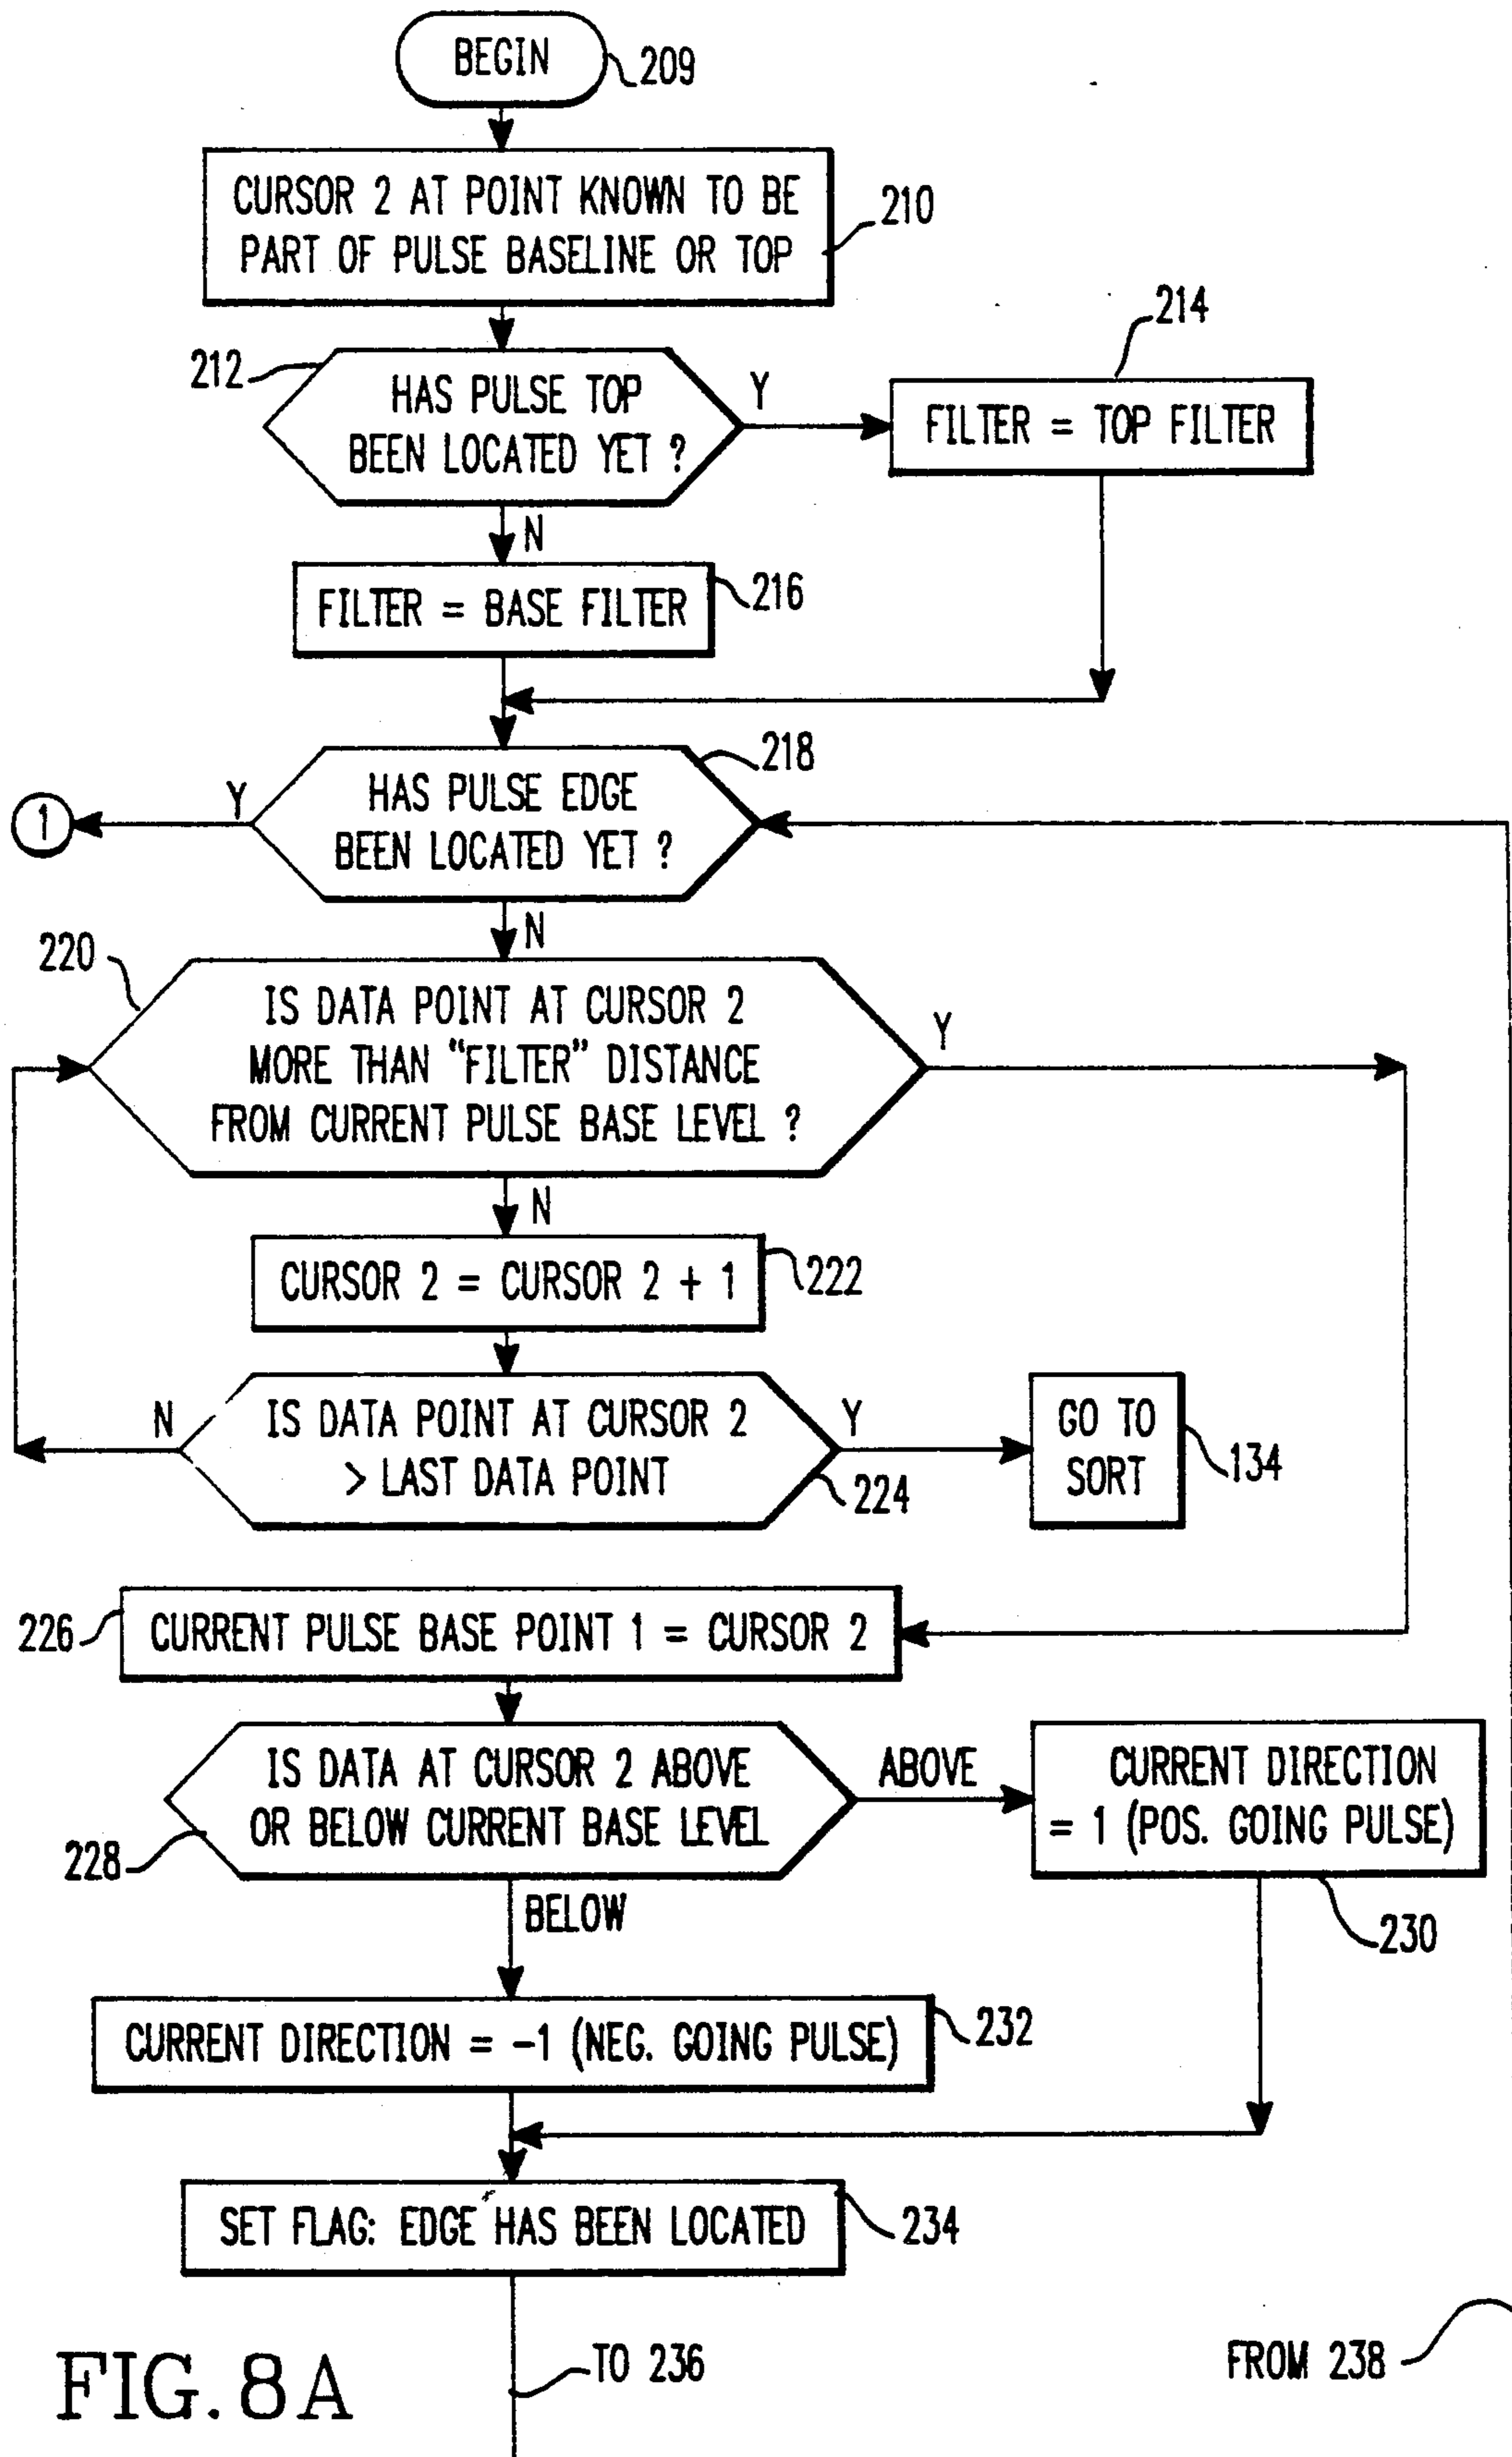 BEGIN
209
CURSOR 2 AT POINT KNOWN TO BE
PART OF PULSE BASELINE OR TOP
210
212
HAS PULSE TOP
BEEN LOCATED YET ?
Y
214
FILTER = TOP FILTER
N
FILTER = BASE FILTER
216
218
HAS PULSE EDGE
BEEN LOCATED YET ?
Y
1
N
220
IS DATA POINT AT CURSOR 2
MORE THAN "FILTER" DISTANCE
FROM CURRENT PULSE BASE LEVEL ?
Y
N
CURSOR 2 = CURSOR 2 + 1
222
N
IS DATA POINT AT CURSOR 2
> LAST DATA POINT
Y
224
GO TO
SORT
134
226
CURRENT PULSE BASE POINT 1 = CURSOR 2
IS DATA AT CURSOR 2 ABOVE
OR BELOW CURRENT BASE LEVEL
228
ABOVE
CURRENT DIRECTION
= 1 (POS. GOING PULSE)
230
BELOW
CURRENT DIRECTION = -1 (NEG. GOING PULSE)
232
SET FLAG: EDGE HAS BEEN LOCATED
234
TO 236
FROM 238
FIG. 8A